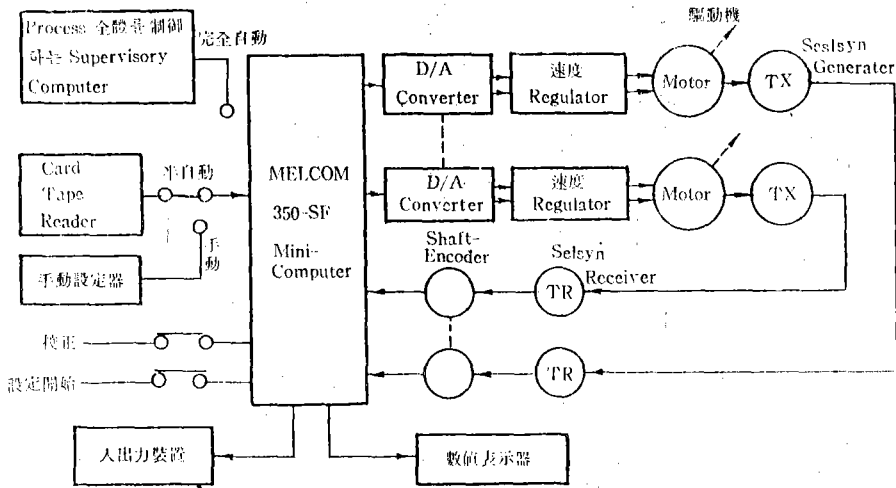 Process 全體를 制御
하는 Supervisory
Computer
完全自動
Card
Tape
Reader
半自動
手動
手動設定器
校正
設定開始
MELCOM
350-SF
Mini-
Computer
D/A
Converter
速度
Regulator
驅動機
Motor
TX
Seslsyn
Generater
D/A
Converter
速度
Regulator
Motor
TX
Shaft-
Encoder
Selsyn
Receiver
TR
TR
入出力裝置
數値表示器